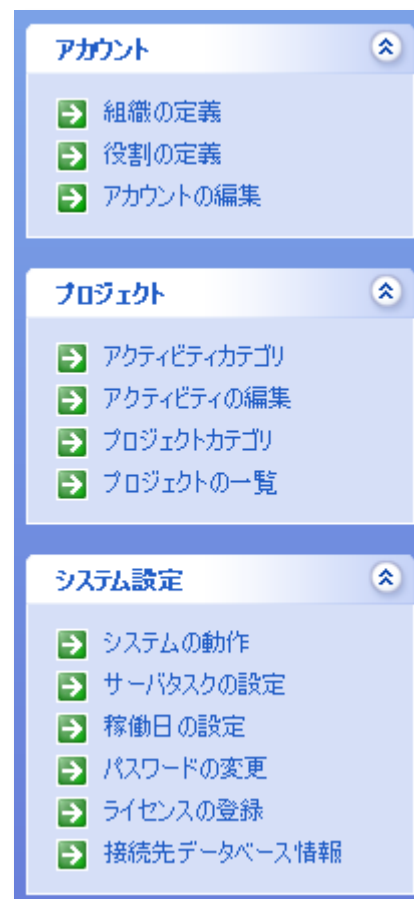 アカウント
組織の定義
役割の定義
アカウントの編集
プロジェクト
アクティビティカテゴリ
アクティビティの編集
プロジェクトカテゴリ
プロジェクトの一覧
システム設定
システムの動作
サーバタスクの設定
稼働日の設定
パスワードの変更
ライセンスの登録
接続先データベース情報